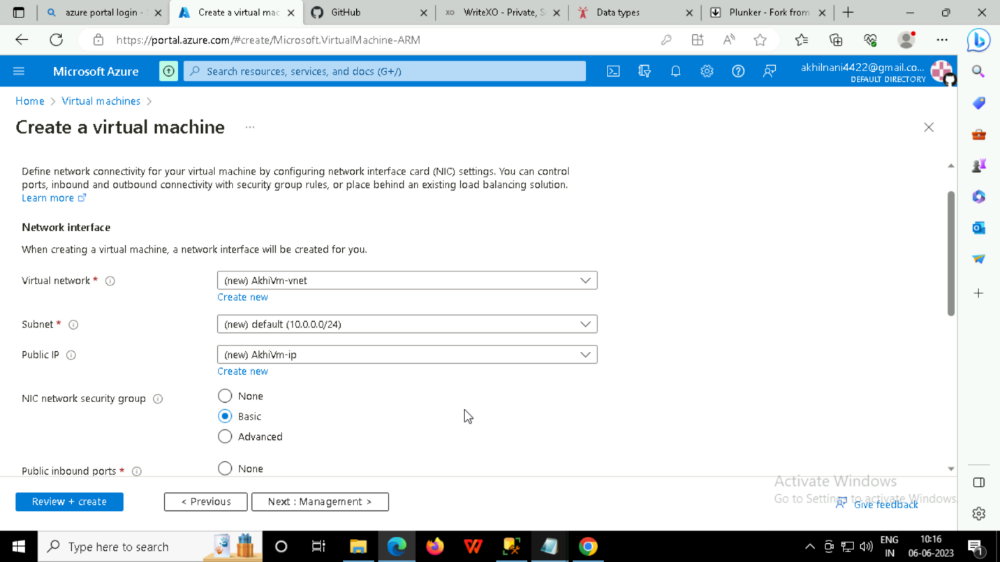 azure portal login -
Create a virtual mac
GitHub
XO WriteXO - Private, S
Data types
Plunker - Fork from
https://portal.azure.com/#create/Microsoft.VirtualMachine-ARM
Microsoft Azure
Search resources, services, and docs (G+/)
akhilnani4422@gmail.co...
DEFAULT DIRECTORY
Home > Virtual machines >
Create a virtual machine ...
Define network connectivity for your virtual machine by configuring network interface card (NIC) settings. You can control
ports, inbound and outbound connectivity with security group rules, or place behind an existing load balancing solution.
Learn more
Network interface
When creating a virtual machine, a network interface will be created for you.
Virtual network *
(new) AkhiVm-vnet
Create new
Subnet *
(new) default (10.0.0.0/24)
Public IP
(new) AkhiVm-ip
Create new
NIC network security group
None
Basic
Advanced
Public inbound ports *
None
Activate Windows
Go to Settings to activate Windows.
Review + create
< Previous
Next : Management >
Give feedback
Type here to search
ENG
IN
10:16
06-06-2023
1